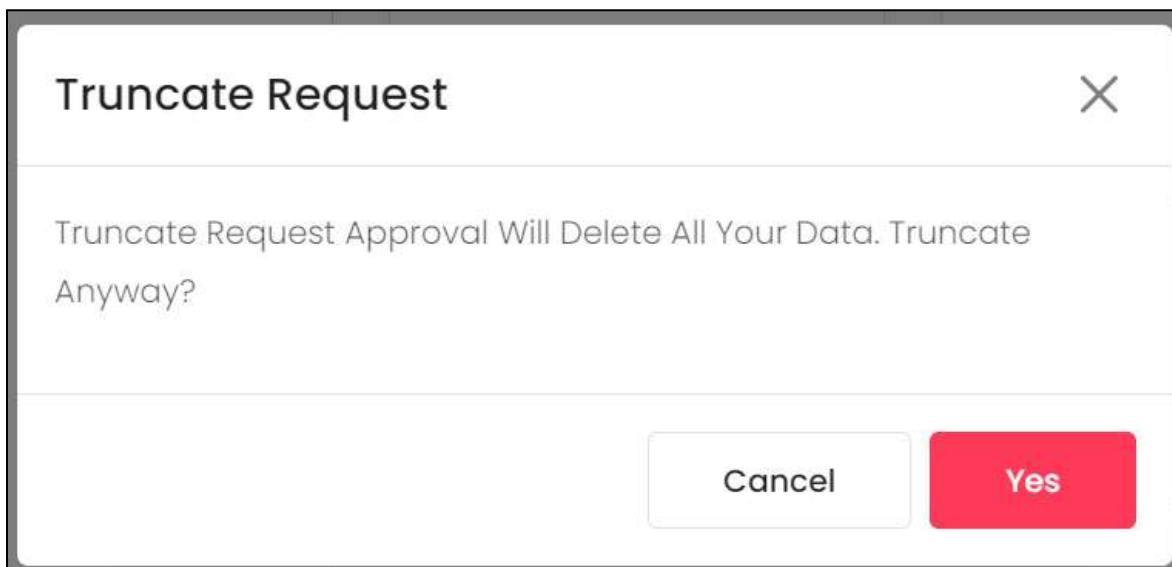 Truncate Request
Truncate Request Approval Will Delete All Your Data. Truncate
Anyway?
Cancel
Yes